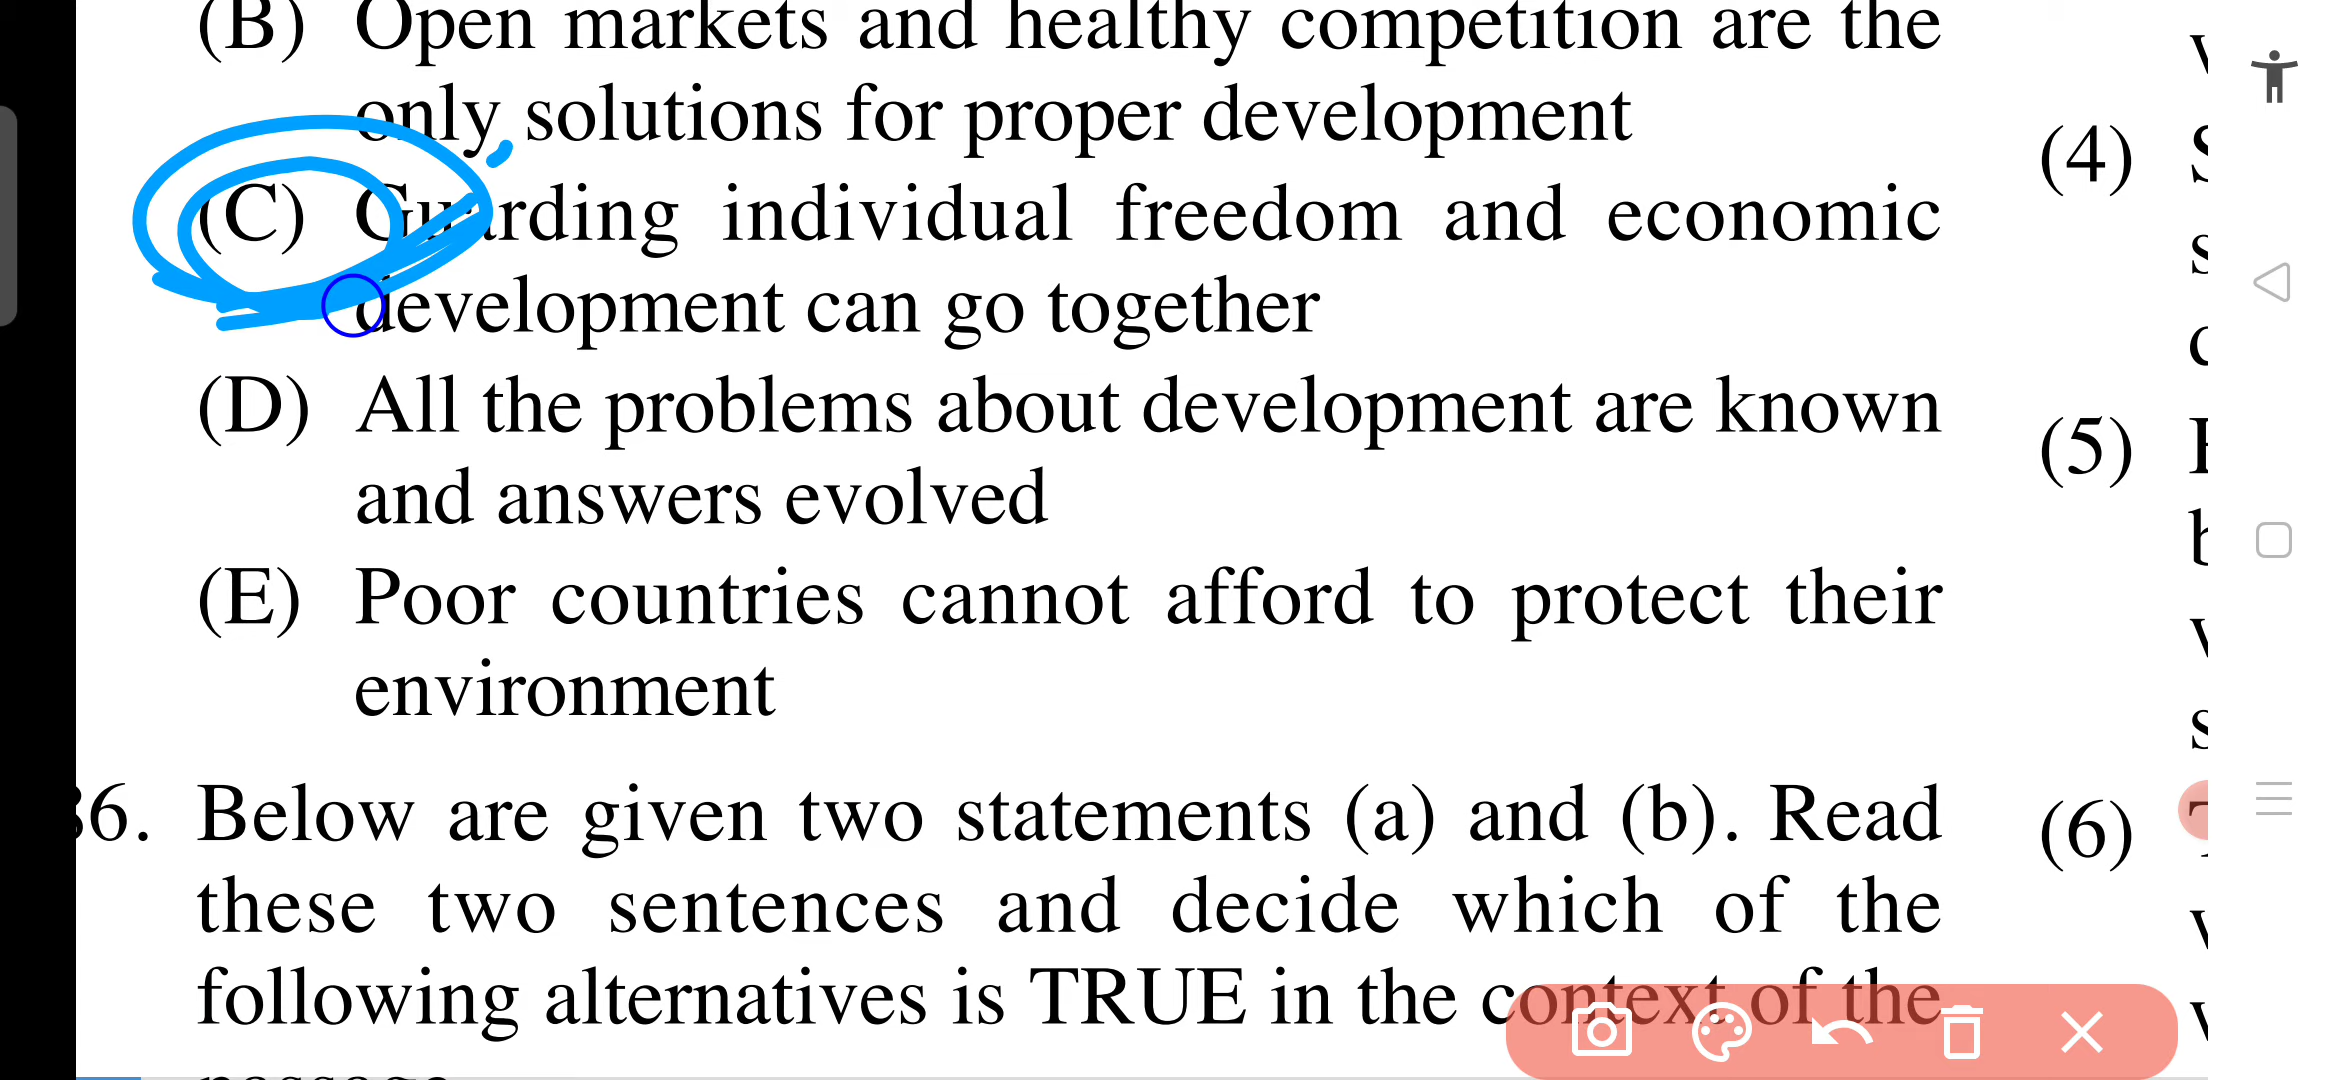 (B) Open markets and healthy competition are the
only solutions for proper development
(C) Guarding individual freedom and economic
development can go together
(D) All the problems about development are known
and answers evolved
(E) Poor countries cannot afford to protect their
environment
36. Below are given two statements (a) and (b). Read
these two sentences and decide which of the
following alternatives is TRUE in the context of the
(4)
(5)
(6)